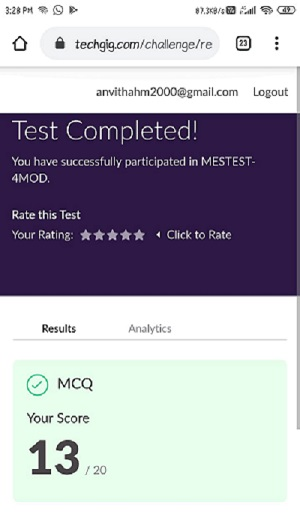 3:28 PM
87.3KB/s 49
techgig.com/challenge/re 23
anvithahm2000@gmail.com Logout
Test Completed!
You have successfully participated in MESTEST-
4MOD.
Rate this Test
Your Rating: Click to Rate
Results Analytics
MCQ
Your Score
13 / 20